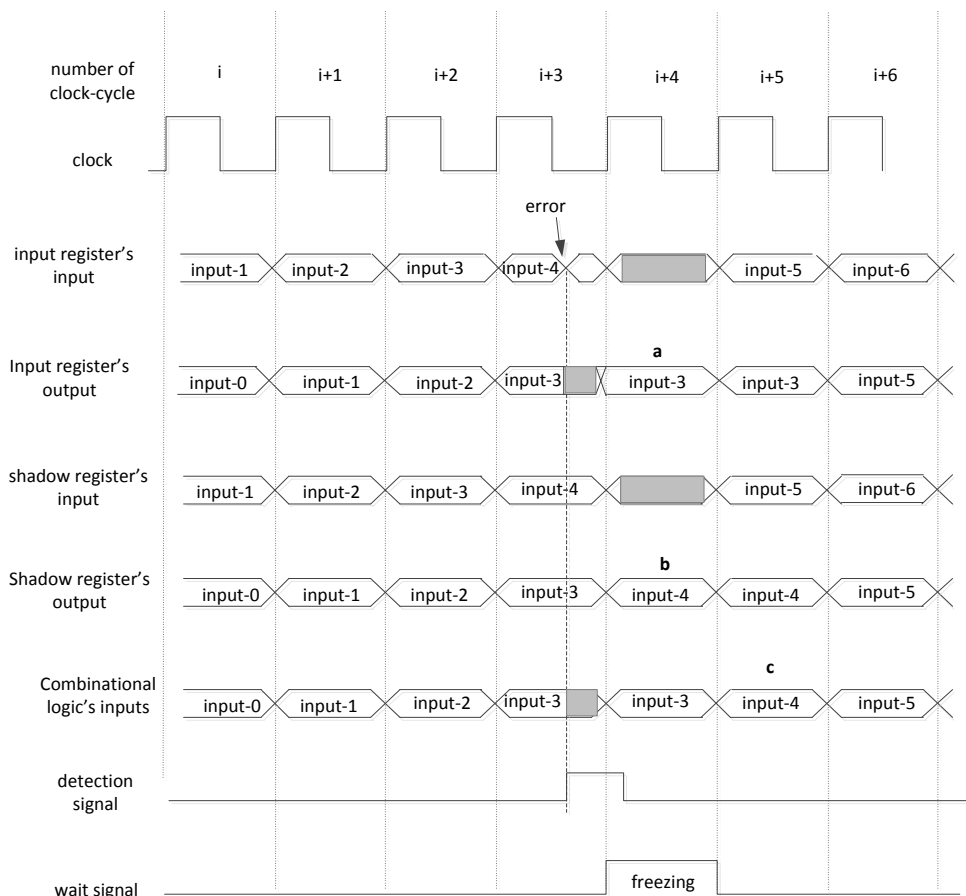 number of
clock-cycle
i i+1 i+2 i+3 i+4 i+5 i+6
clock
error
input register's
input
input-1 input-2 input-3 input-4 input-5 input-6
a
Input register's
output
input-0 input-1 input-2 input-3 input-3 input-3 input-5
shadow register's
input
input-1 input-2 input-3 input-4 input-5 input-6
b
Shadow register's
output
input-0 input-1 input-2 input-3 input-4 input-4 input-5
c
Combinational
logic's inputs
input-0 input-1 input-2 input-3 input-3 input-4 input-5
detection
signal
freezing
wait signal